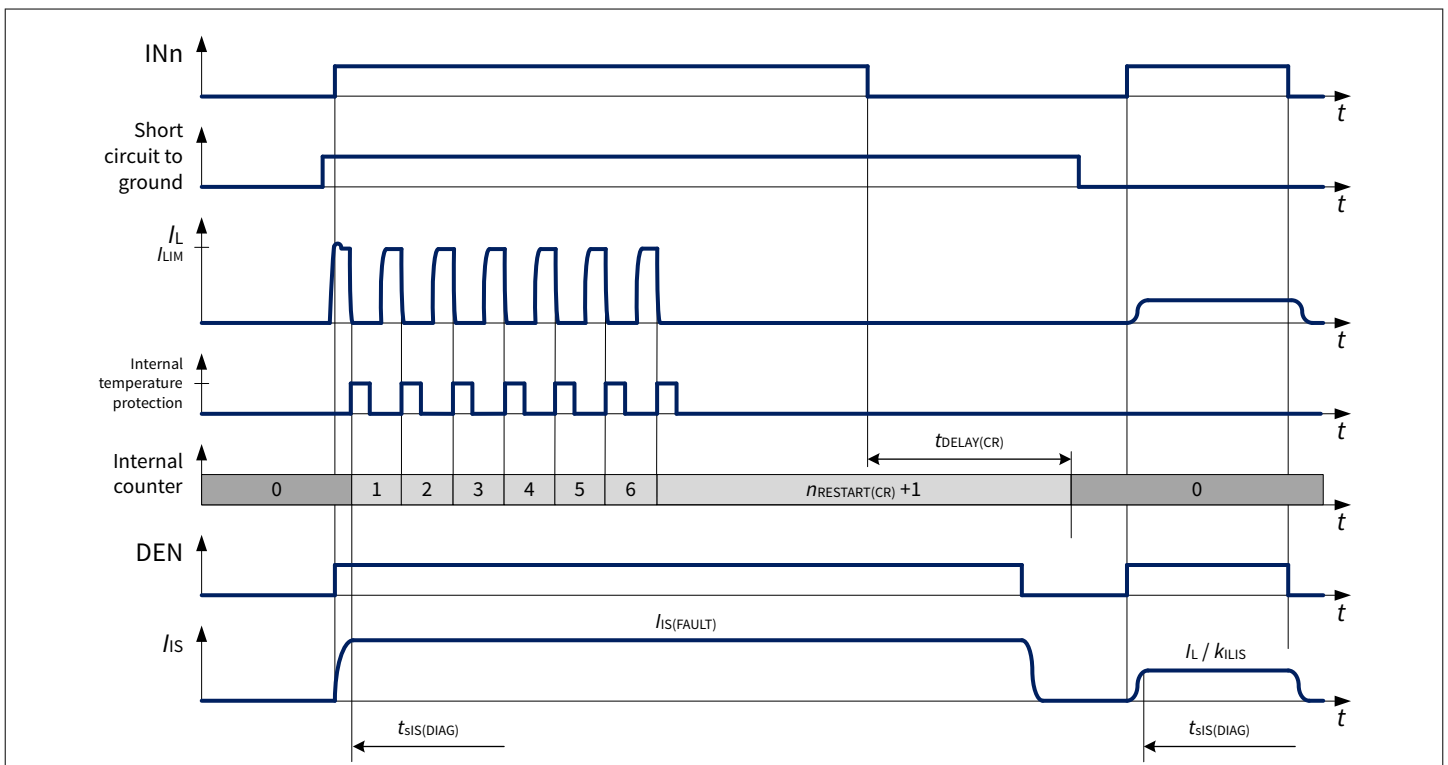 INn
t
Short
circuit to
ground
t
IL
ILIM
t
Internal
temperature
protection
t
tDELAY(CR)
Internal
counter
0 1 2 3 4 5 6 nRESTART(CR) +1 0
t
DEN
t
IIS(FAULT)
IIS
IL / kILIS
t
tsIS(DIAG) tsIS(DIAG)